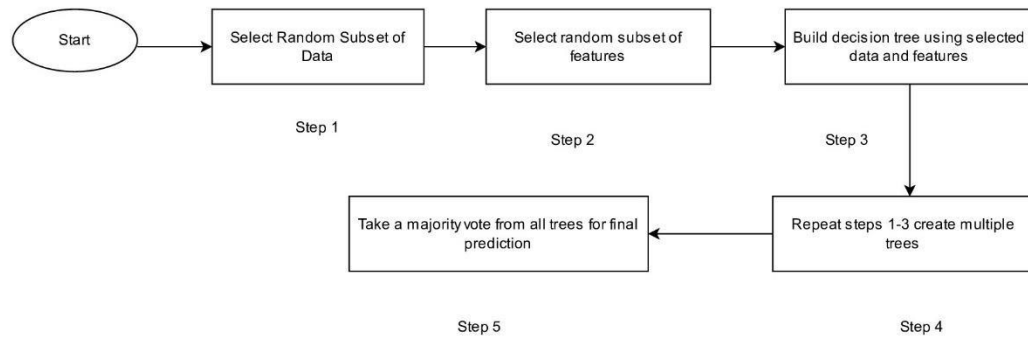 Start
Select Random Subset of
Data
Select random subset of
features
Build decision tree using selected
data and features
Step 1
Step 2
Step 3
Take a majority vote from all trees for final
prediction
Repeat steps 1-3 create multiple
trees
Step 5
Step 4